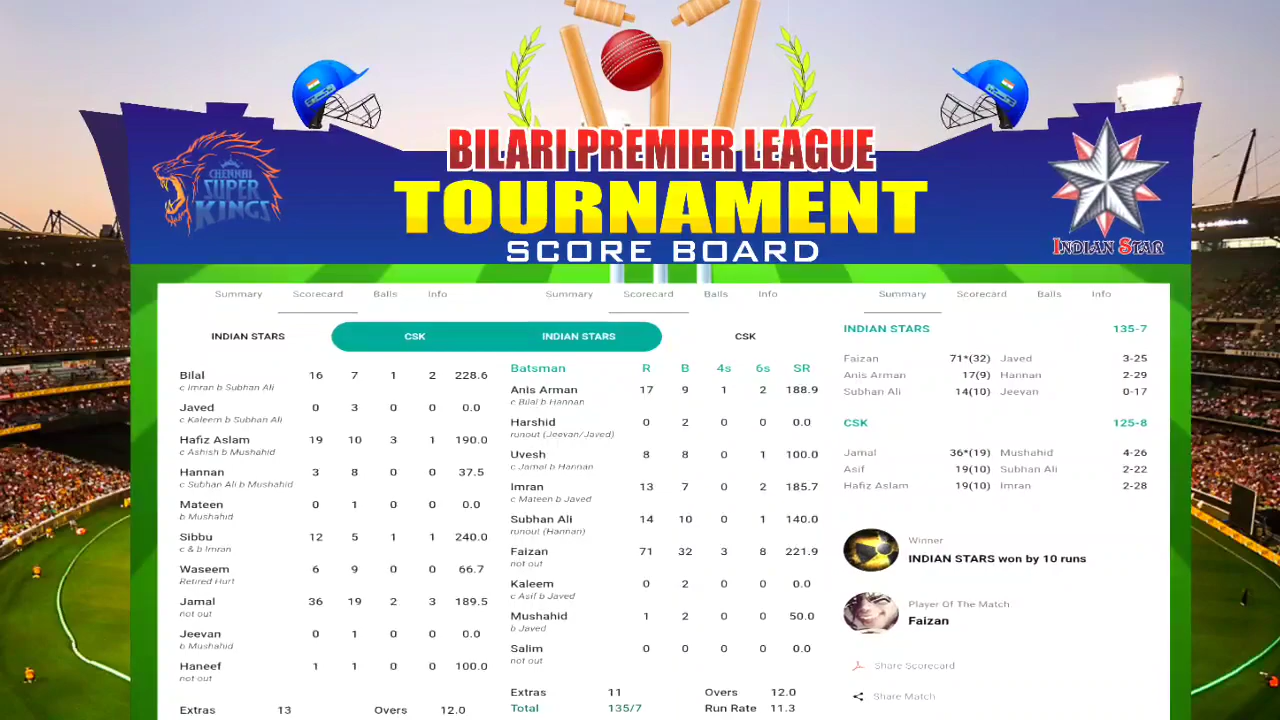 BILARI PREMIER LEAGUE
TOURNAMENT
SCORE BOARD
CHENNAI
SUPER
KINGS
INDIAN STAR
Summary Scorecard Balls Info
INDIAN STARS CSK
Bilal 16 7 1 2 228.6
c Imran b Subhan Ali
Javed 0 3 0 0 0.0
c Kaleem b Subhan Ali
Hafiz Aslam 19 10 3 1 190.0
c Ashish b Mushahid
Hannan 3 8 0 0 37.5
c Subhan Ali b Mushahid
Mateen 0 1 0 0 0.0
b Mushahid
Sibbu 12 5 1 1 240.0
c & b Imran
Waseem 6 9 0 0 66.7
Retired Hurt
Jamal 36 19 2 3 189.5
not out
Jeevan 0 1 0 0 0.0
b Mushahid
Haneef 1 1 0 0 100.0
not out
Extras 13 Overs 12.0
Summary Scorecard Balls Info
INDIAN STARS CSK
Batsman R B 4s 6s SR
Anis Arman 17 9 1 2 188.9
c Bilal b Hannan
Harshid 0 2 0 0 0.0
runout (Jeevan/Javed)
Uvesh 8 8 0 1 100.0
c Jamal b Hannan
Imran 13 7 0 2 185.7
c Mateen b Javed
Subhan Ali 14 10 0 1 140.0
runout (Hannan)
Faizan 71 32 3 8 221.9
not out
Kaleem 0 2 0 0 0.0
c Asif b Javed
Mushahid 1 2 0 0 50.0
b Javed
Salim 0 0 0 0 0.0
not out
Extras 11 Overs 12.0
Total 135/7 Run Rate 11.3
Summary Scorecard Balls Info
INDIAN STARS 135-7
Faizan 71*(32) Javed 3-25
Anis Arman 17(9) Hannan 2-29
Subhan Ali 14(10) Jeevan 0-17
CSK 125-8
Jamal 36*(19) Mushahid 4-26
Asif 19(10) Subhan Ali 2-22
Hafiz Aslam 19(10) Imran 2-28
Winner
INDIAN STARS won by 10 runs
Player Of The Match
Faizan
Share Scorecard
Share Match